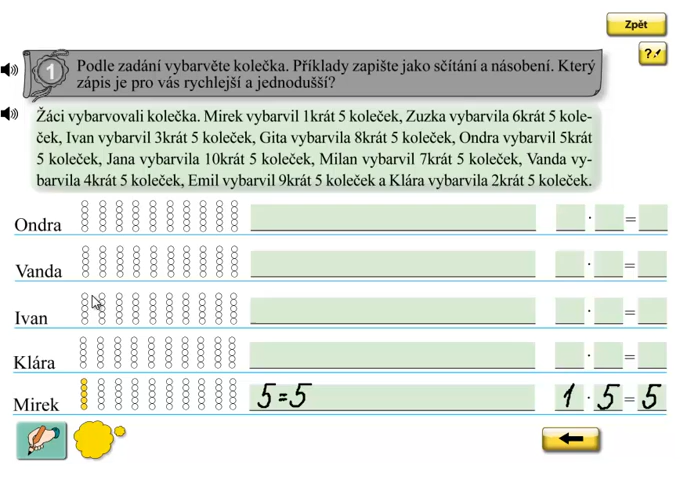 Zpět
?
1 Podle zadání vybarvěte kolečka. Příklady zapište jako sčítání a násobení. Který
zápis je pro vás rychlejší a jednodušší?
Žáci vybarvovali kolečka. Mirek vybarvil 1krát 5 koleček, Zuzka vybarvila 6krát 5 kole-
ček, Ivan vybarvil 3krát 5 koleček, Gita vybarvila 8krát 5 koleček, Ondra vybarvil 5krát
5 koleček, Jana vybarvila 10krát 5 koleček, Milan vybarvil 7krát 5 koleček, Vanda vy-
barvila 4krát 5 koleček, Emil vybarvil 9krát 5 koleček a Klára vybarvila 2krát 5 koleček.
Ondra · =
Vanda · =
Ivan · =
Klára · =
Mirek 5=5 1 · 5 = 5